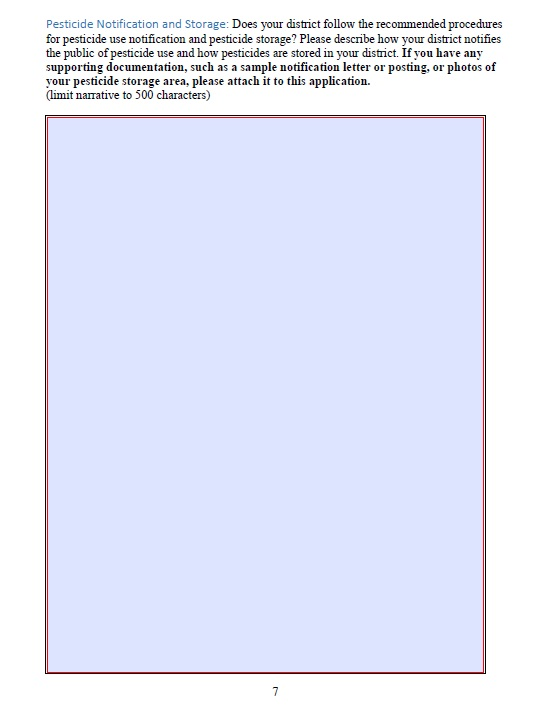 Pesticide Notification and Storage: Does your district follow the recommended procedures
for pesticide use notification and pesticide storage? Please describe how your district notifies
the public of pesticide use and how pesticides are stored in your district. If you have any
supporting documentation, such as a sample notification letter or posting, or photos of
your pesticide storage area, please attach it to this application.
(limit narrative to 500 characters)
7